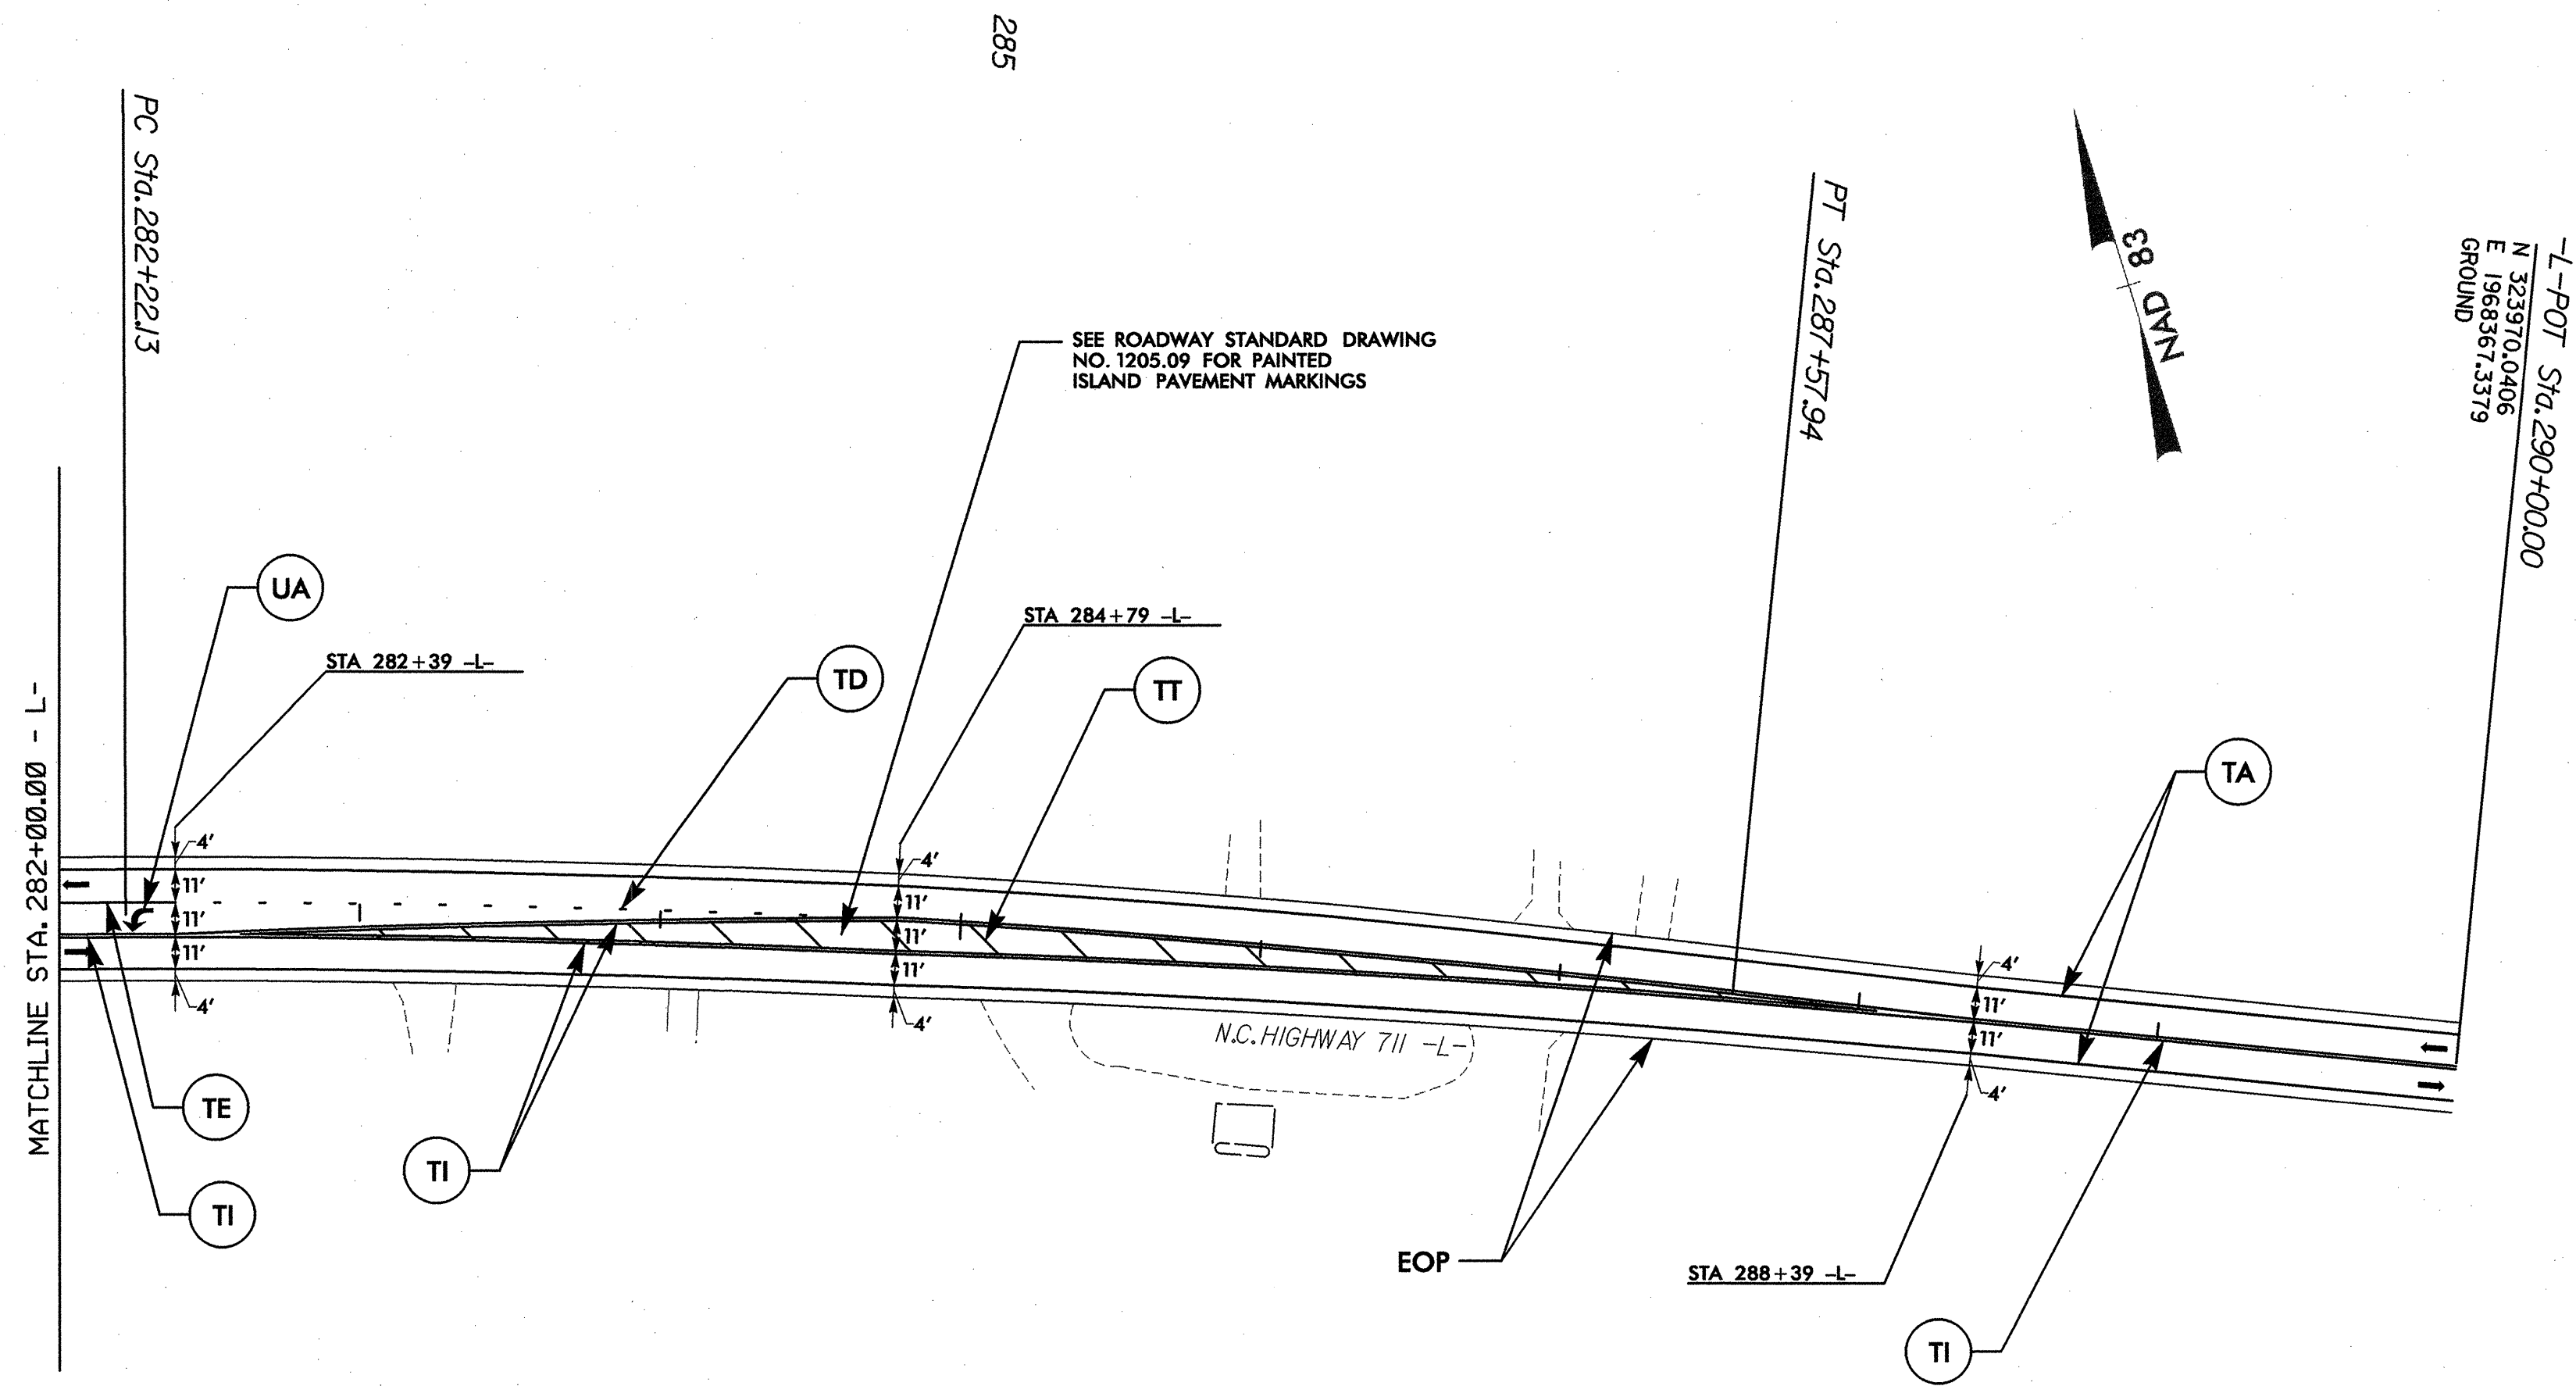 285
PC Sta.282+22.13
SEE ROADWAY STANDARD DRAWING
NO. 1205.09 FOR PAINTED
ISLAND PAVEMENT MARKINGS
PT Sta.287+57.94
NAD 83
-L-POT Sta.290+00.00
N 323970.0406
E 1968367.3379
GROUND
UA
STA 282+39 -L-
TD
STA 284+79 -L-
TT
TA
MATCHLINE STA. 282+00.00 - L-
4'
11'
11'
11'
4'
4'
11'
11'
11'
4'
4'
11'
11'
4'
N.C. HIGHWAY 711 -L-
TE
TI
TI
EOP
STA 288+39 -L-
TI